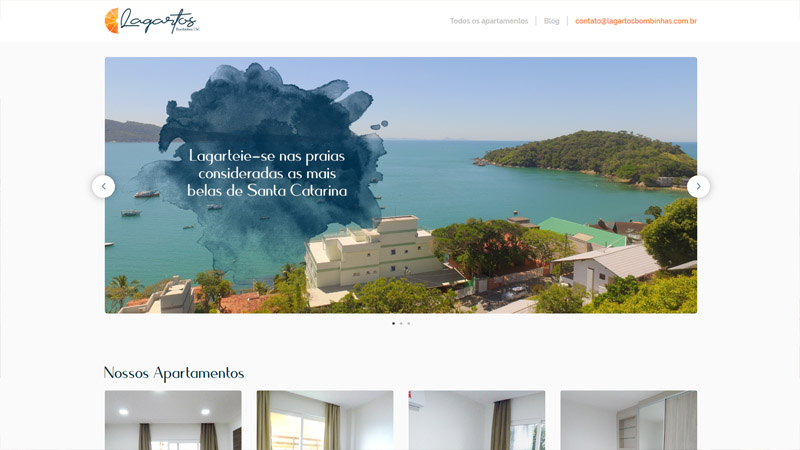 Lagartos
Bombinhas | SC
Todos os apartamentos
Blog
contato@lagartosbombinhas.com.br
Lagarteie-se nas praias
consideradas as mais
belas de Santa Catarina
Nossos Apartamentos